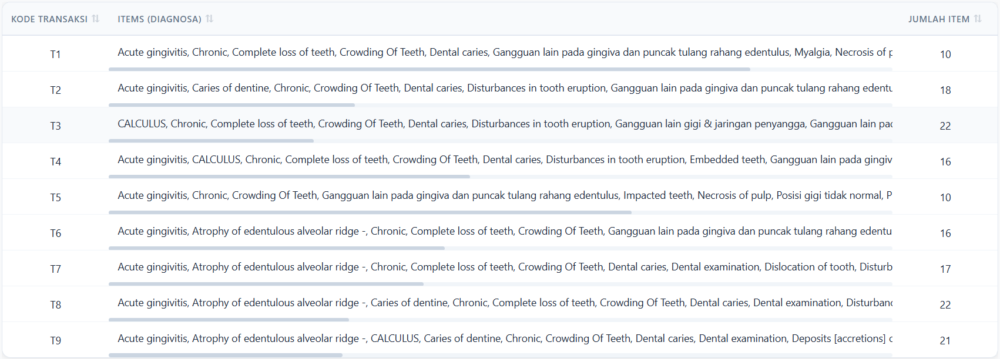 KODE TRANSAKSI ITEMS (DIAGNOSA) JUMLAH ITEM
T1 Acute gingivitis, Chronic, Complete loss of teeth, Crowding Of Teeth, Dental caries, Gangguan lain pada gingiva dan puncak tulang rahang edentulus, Myalgia, Necrosis of 10
T2 Acute gingivitis, Caries of dentine, Chronic, Crowding Of Teeth, Dental caries, Disturbances in tooth eruption, Gangguan lain pada gingiva dan puncak tulang rahang edentu 18
T3 CALCULUS, Chronic, Complete loss of teeth, Crowding Of Teeth, Dental caries, Disturbances in tooth eruption, Gangguan lain gigi & jaringan penyangga, Gangguan lain 22
T4 Acute gingivitis, CALCULUS, Chronic, Complete loss of teeth, Crowding Of Teeth, Dental caries, Disturbances in tooth eruption, Embedded teeth, Gangguan lain pada gingiv 16
T5 Acute gingivitis, Chronic, Crowding Of Teeth, Gangguan lain pada gingiva dan puncak tulang rahang edentulus, Impacted teeth, Necrosis of pulp, Posisi gigi tidak normal, P 10
T6 Acute gingivitis, Atrophy of edentulous alveolar ridge -, Chronic, Complete loss of teeth, Crowding Of Teeth, Gangguan lain pada gingiva dan puncak tulang rahang edentu 16
T7 Acute gingivitis, Atrophy of edentulous alveolar ridge -, Chronic, Complete loss of teeth, Crowding Of Teeth, Dental caries, Dental examination, Dislocation of tooth, Disturb 17
T8 Acute gingivitis, Atrophy of edentulous alveolar ridge -, Caries of dentine, Chronic, Complete loss of teeth, Crowding Of Teeth, Dental caries, Dental examination, Disturban 22
T9 Acute gingivitis, Atrophy of edentulous alveolar ridge -, CALCULUS, Caries of dentine, Chronic, Crowding Of Teeth, Dental caries, Dental examination, Deposits [accretions] 21